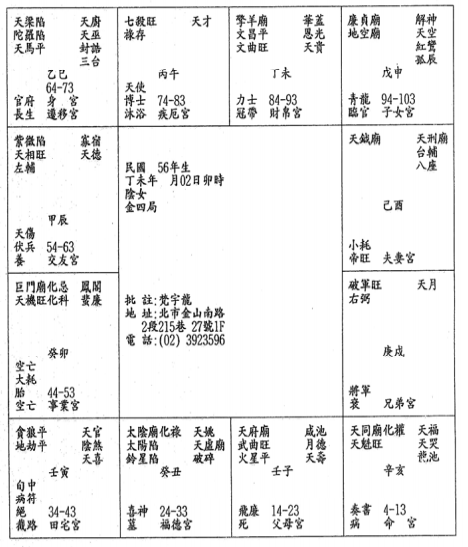 天梁陷 天廚
陀羅陷 天巫
天馬平 封誥
三台
乙巳
64-73
官府 身 宮
長生 遷移宮
七殺旺 天才
祿存
丙午
天使
博士 74-83
沐浴 疾厄宮
擎羊廟 華蓋
文昌平 恩光
文曲旺 天貴
丁未
力士 84-93
冠帶 財帛宮
廉貞廟 解神
地空廟 天空
紅鸞
孤辰
戊申
青龍 94-103
臨官 子女宮
紫微陷 寡宿
天相旺 天德
左輔
甲辰
天傷
伏兵 54-63
養 交友宮
民國 56年生
丁未年 月02日卯時
陰女
金四局
批 註:梵宇龍
地 址:北市金山南路
2段215巷 27號1F
電 話:(02) 3923596
天鉞廟 天刑廟
台輔
八座
己酉
小耗
帝旺 夫妻宮
巨門廟化忌 鳳閣
天機旺化科 蜚廉
癸卯
空亡
大耗
胎 44-53
空亡 事業宮
破軍旺 天月
右弼
庚戌
將軍
衰 兄弟宮
貪狼平 天官
地劫平 陰煞
天喜
壬寅
旬中
病符
絕 34-43
截路 田宅宮
太陰廟化祿 天姚
太陽陷 天虛廟
鈴星陷 破碎
癸丑
喜神 24-33
墓 福德宮
天府廟 咸池
武曲旺 月德
火星平 天壽
壬子
飛廉 14-23
死 父母宮
天同廟化權 天福
天魁旺 天哭
龍池
辛亥
奏書 4-13
病 命 宮